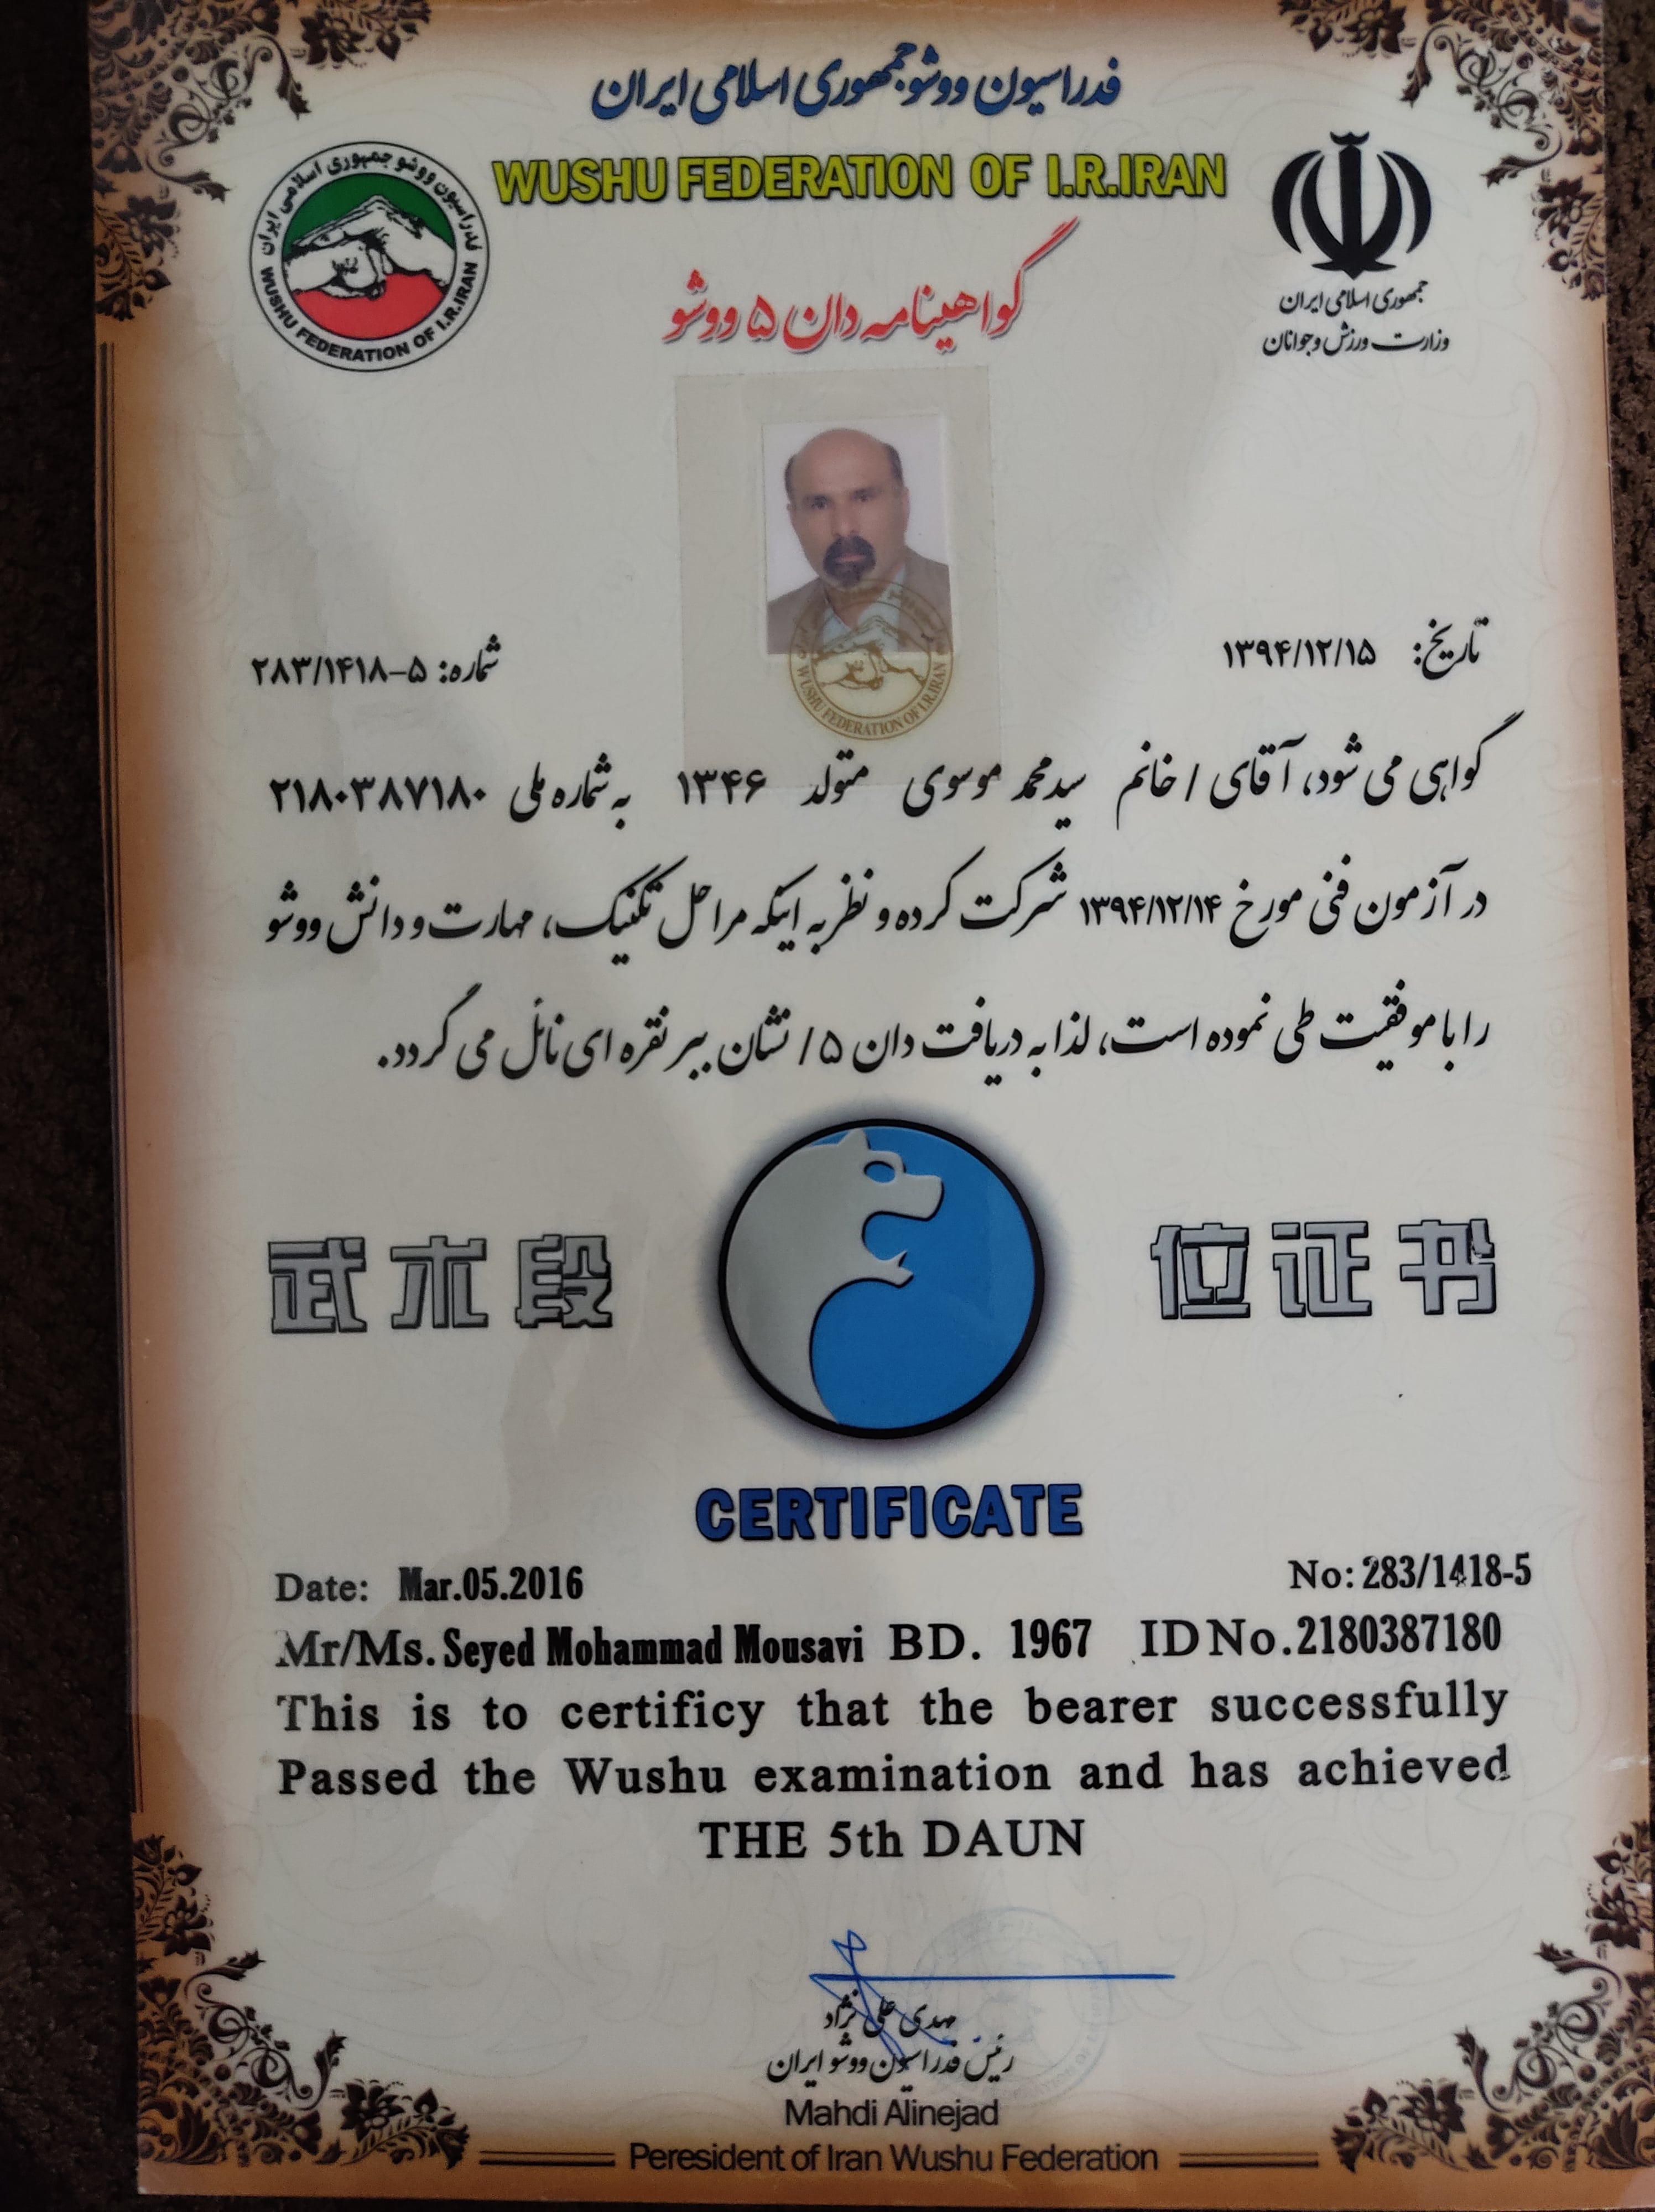 فدراسیون ووشو جمهوری اسلامی ایران
WUSHU FEDERATION OF I.R.IRAN
فدراسیون ووشو جمهوری اسلامی ایران
WUSHU FEDERATION OF I.R.IRAN
جمهوری اسلامی ایران
وزارت ورزش و جوانان
گواهینامه دان ۵ ووشو
WUSHU FEDERATION OF I.R.IRAN
تاریخ: ۱۳۹۴/۱۲/۱۵
شماره: ۲۸۳/۱۴۱۸-۵
گواهی می شود، آقای / خانم سیدمحمد موسوی متولد ۱۳۴۶ به شماره ملی ۲۱۸۰۳۸۷۱۸۰
در آزمون فنی مورخ ۱۳۹۴/۱۲/۱۴ شرکت کرده و نظر به اینکه مراحل تکنیک، مهارت و دانش ووشو
را با موفقیت طی نموده است، لذا به دریافت دان ۵ / نشان ببر نقره ای نائل می گردد.
武术段 位证书
CERTIFICATE
Date: Mar.05.2016 No: 283/1418-5
Mr/Ms. Seyed Mohammad Mousavi BD. 1967 ID No.2180387180
This is to certificy that the bearer successfully
Passed the Wushu examination and has achieved
THE 5th DAUN
مهدی علی نژاد
رئیس فدراسیون ووشو ایران
Mahdi Alinejad
Peresident of Iran Wushu Federation